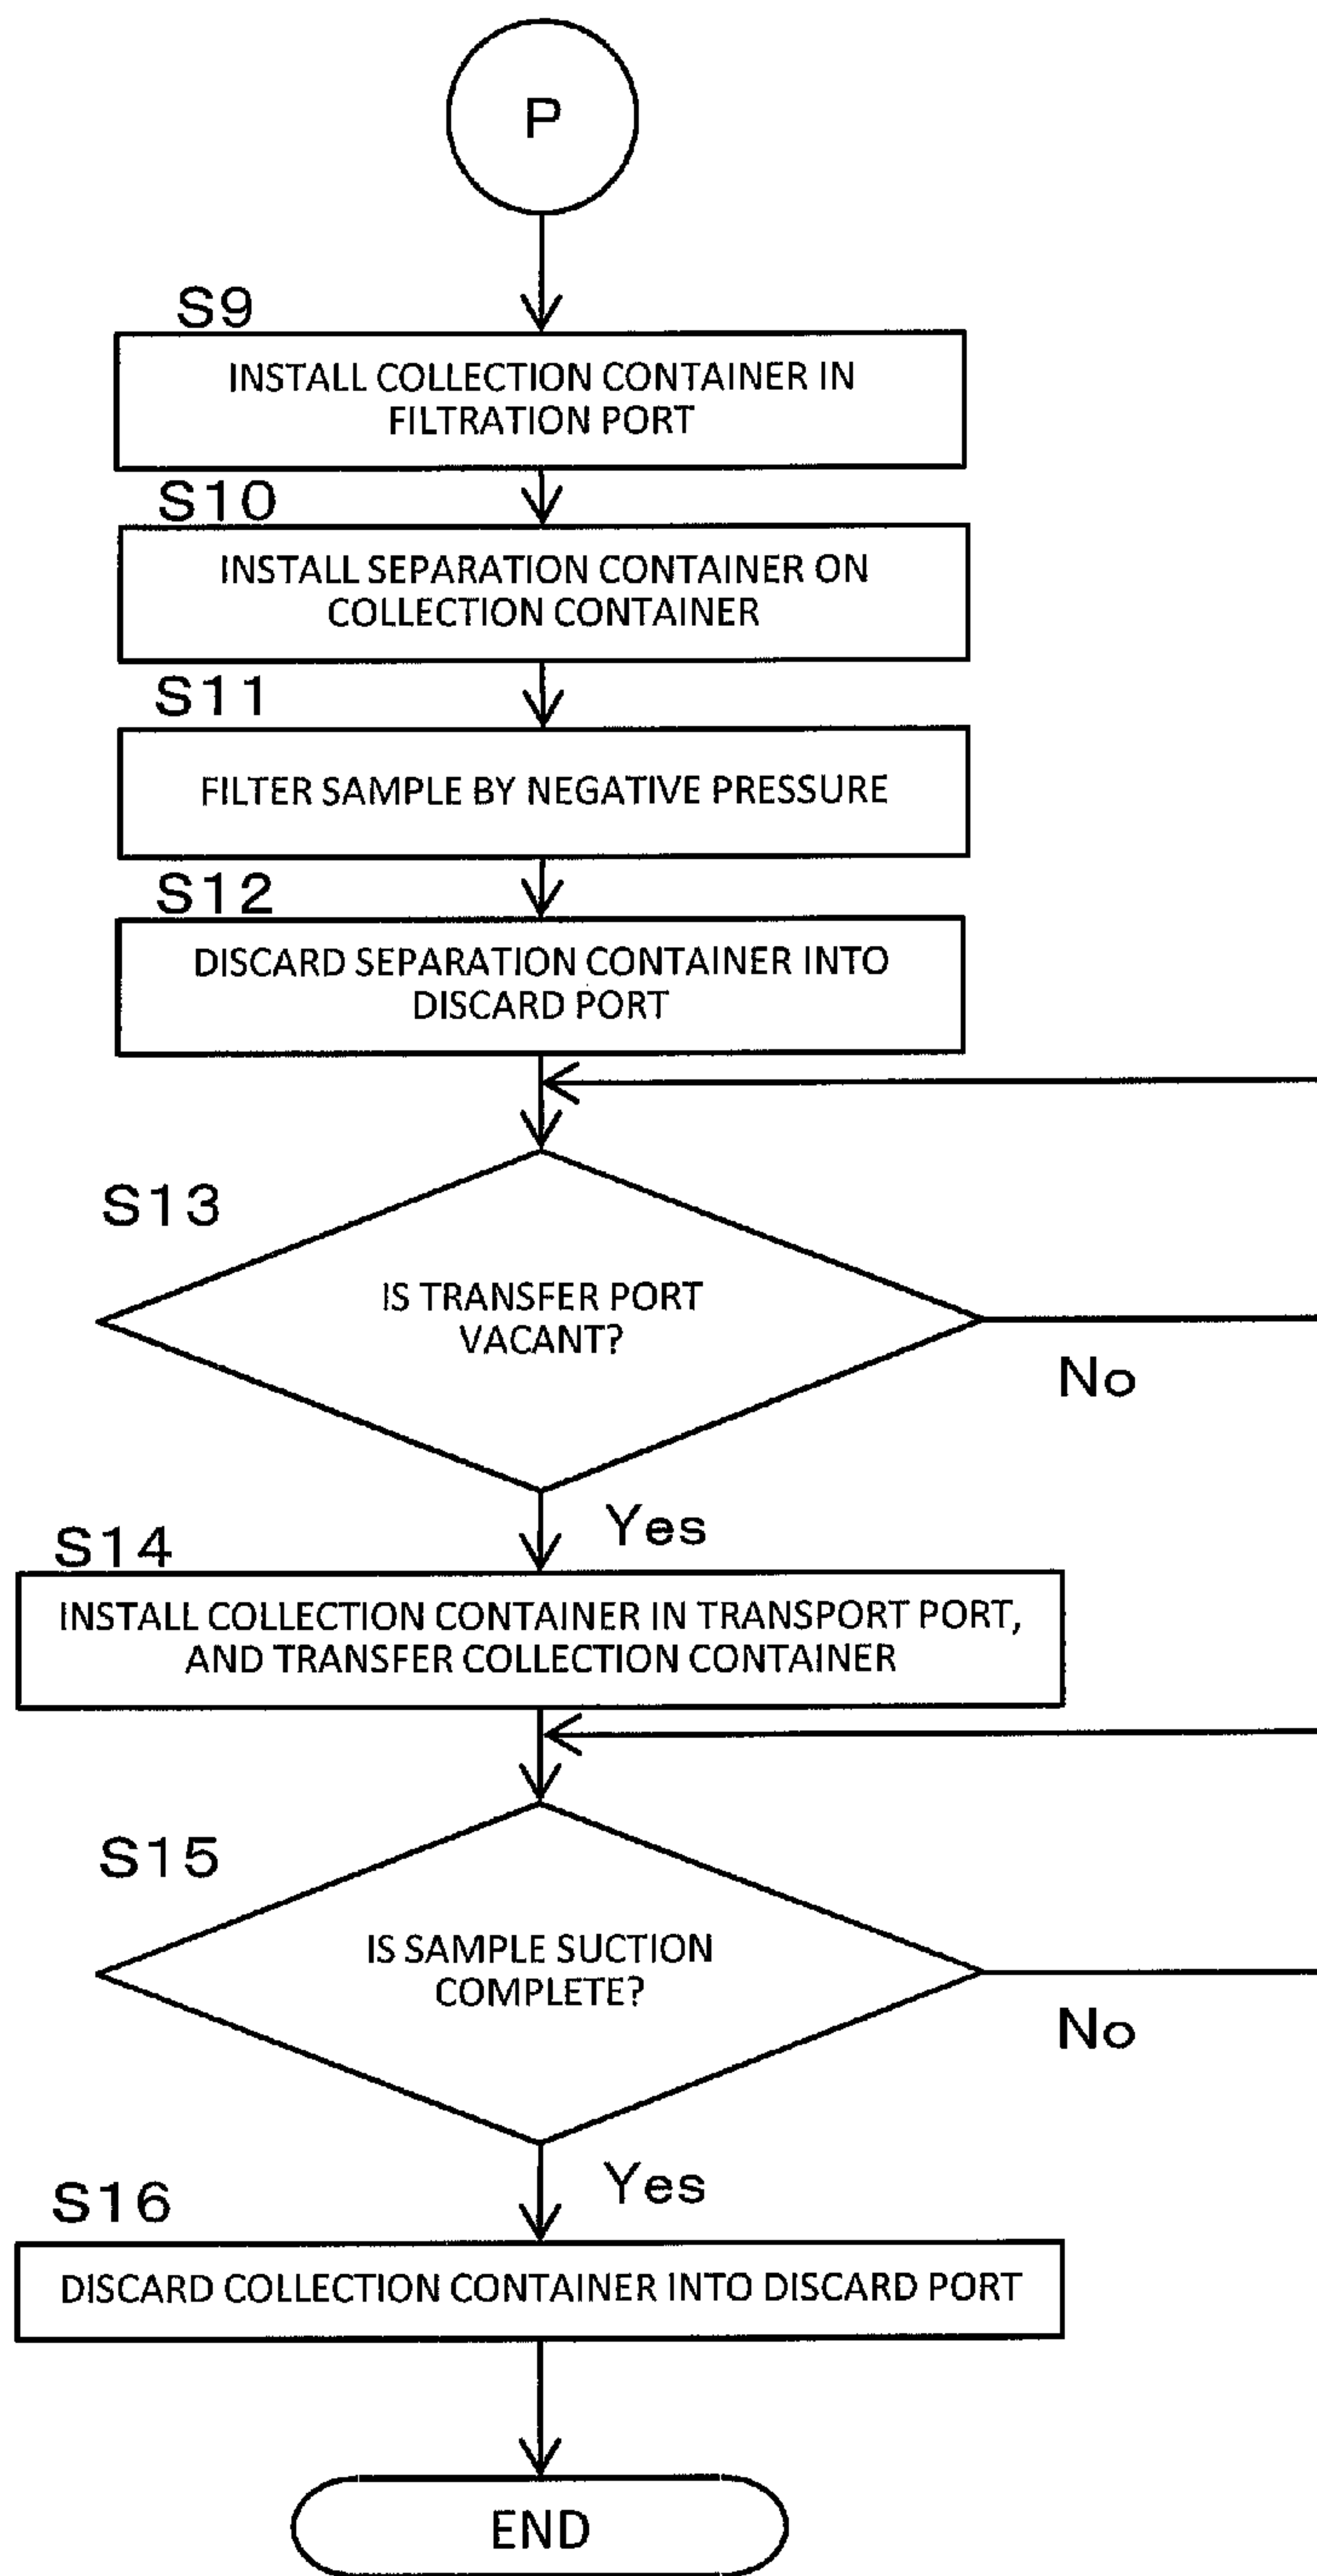 P
S9
INSTALL COLLECTION CONTAINER IN
FILTRATION PORT
S10
INSTALL SEPARATION CONTAINER ON
COLLECTION CONTAINER
S11
FILTER SAMPLE BY NEGATIVE PRESSURE
S12
DISCARD SEPARATION CONTAINER INTO
DISCARD PORT
S13
IS TRANSFER PORT
VACANT?
No
Yes
S14
INSTALL COLLECTION CONTAINER IN TRANSPORT PORT,
AND TRANSFER COLLECTION CONTAINER
S15
IS SAMPLE SUCTION
COMPLETE?
No
Yes
S16
DISCARD COLLECTION CONTAINER INTO DISCARD PORT
END